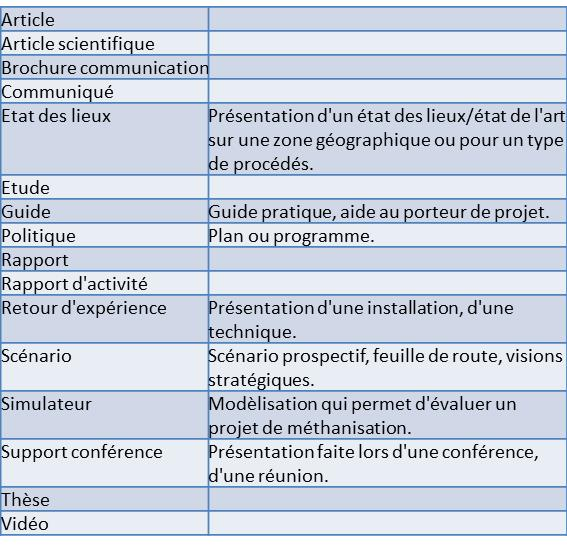 Article
Article scientifique
Brochure communication
Communiqué
Etat des lieux
Présentation d'un état des lieux/état de l'art
sur une zone géographique ou pour un type
de procédés.
Etude
Guide
Guide pratique, aide au porteur de projet.
Politique
Plan ou programme.
Rapport
Rapport d'activité
Retour d'expérience
Présentation d'une installation, d'une
technique.
Scénario
Scénario prospectif, feuille de route, visions
stratégiques.
Simulateur
Modèlisation qui permet d'évaluer un
projet de méthanisation.
Support conférence
Présentation faite lors d'une conférence,
d'une réunion.
Thèse
Vidéo